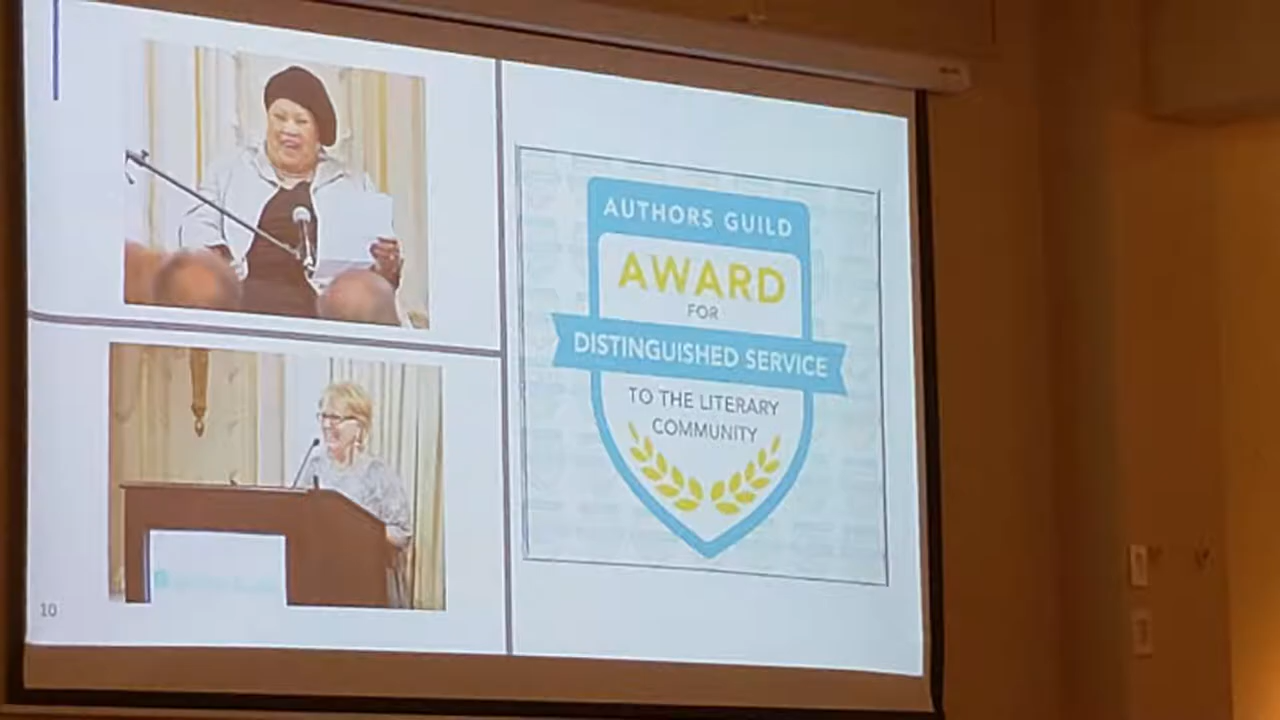 AUTHORS GUILD
AWARD
FOR
DISTINGUISHED SERVICE
TO THE LITERARY
COMMUNITY
10